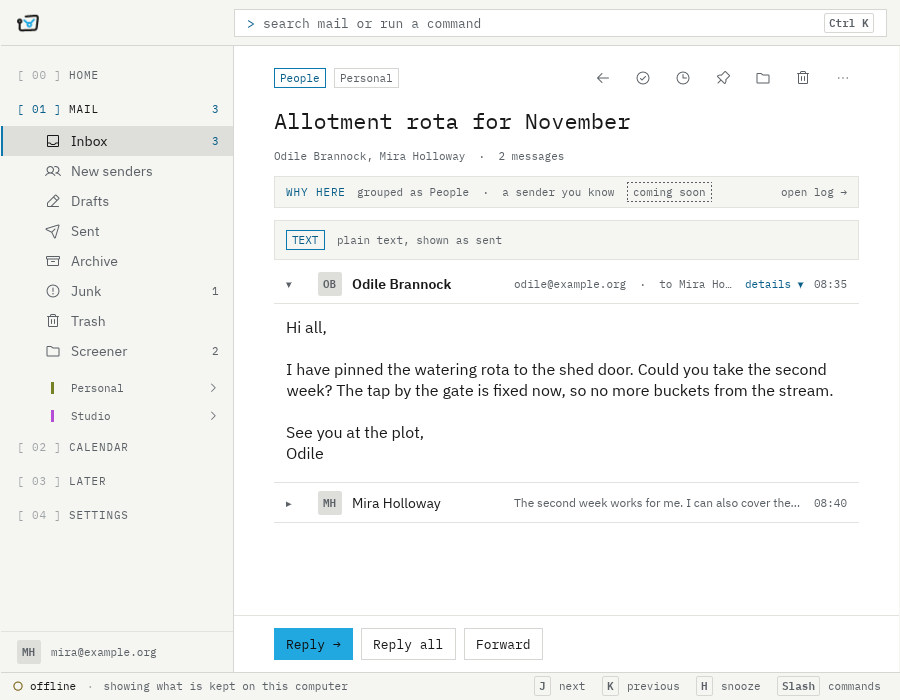 > search mail or run a command Ctrl K
[ 00 ] HOME
[ 01 ] MAIL 3
Inbox 3
New senders
Drafts
Sent
Archive
Junk 1
Trash
Screener 2
Personal
Studio
[ 02 ] CALENDAR
[ 03 ] LATER
[ 04 ] SETTINGS
MH mira@example.org
People Personal
Allotment rota for November
Odile Brannock, Mira Holloway · 2 messages
WHY HERE grouped as People · a sender you know coming soon open log →
TEXT plain text, shown as sent
▾ OB Odile Brannock odile@example.org · to Mira Ho… details ▾ 08:35
Hi all,
I have pinned the watering rota to the shed door. Could you take the second
week? The tap by the gate is fixed now, so no more buckets from the stream.
See you at the plot,
Odile
▸ MH Mira Holloway The second week works for me. I can also cover the… 08:40
Reply → Reply all Forward
offline · showing what is kept on this computer J next K previous H snooze Slash commands